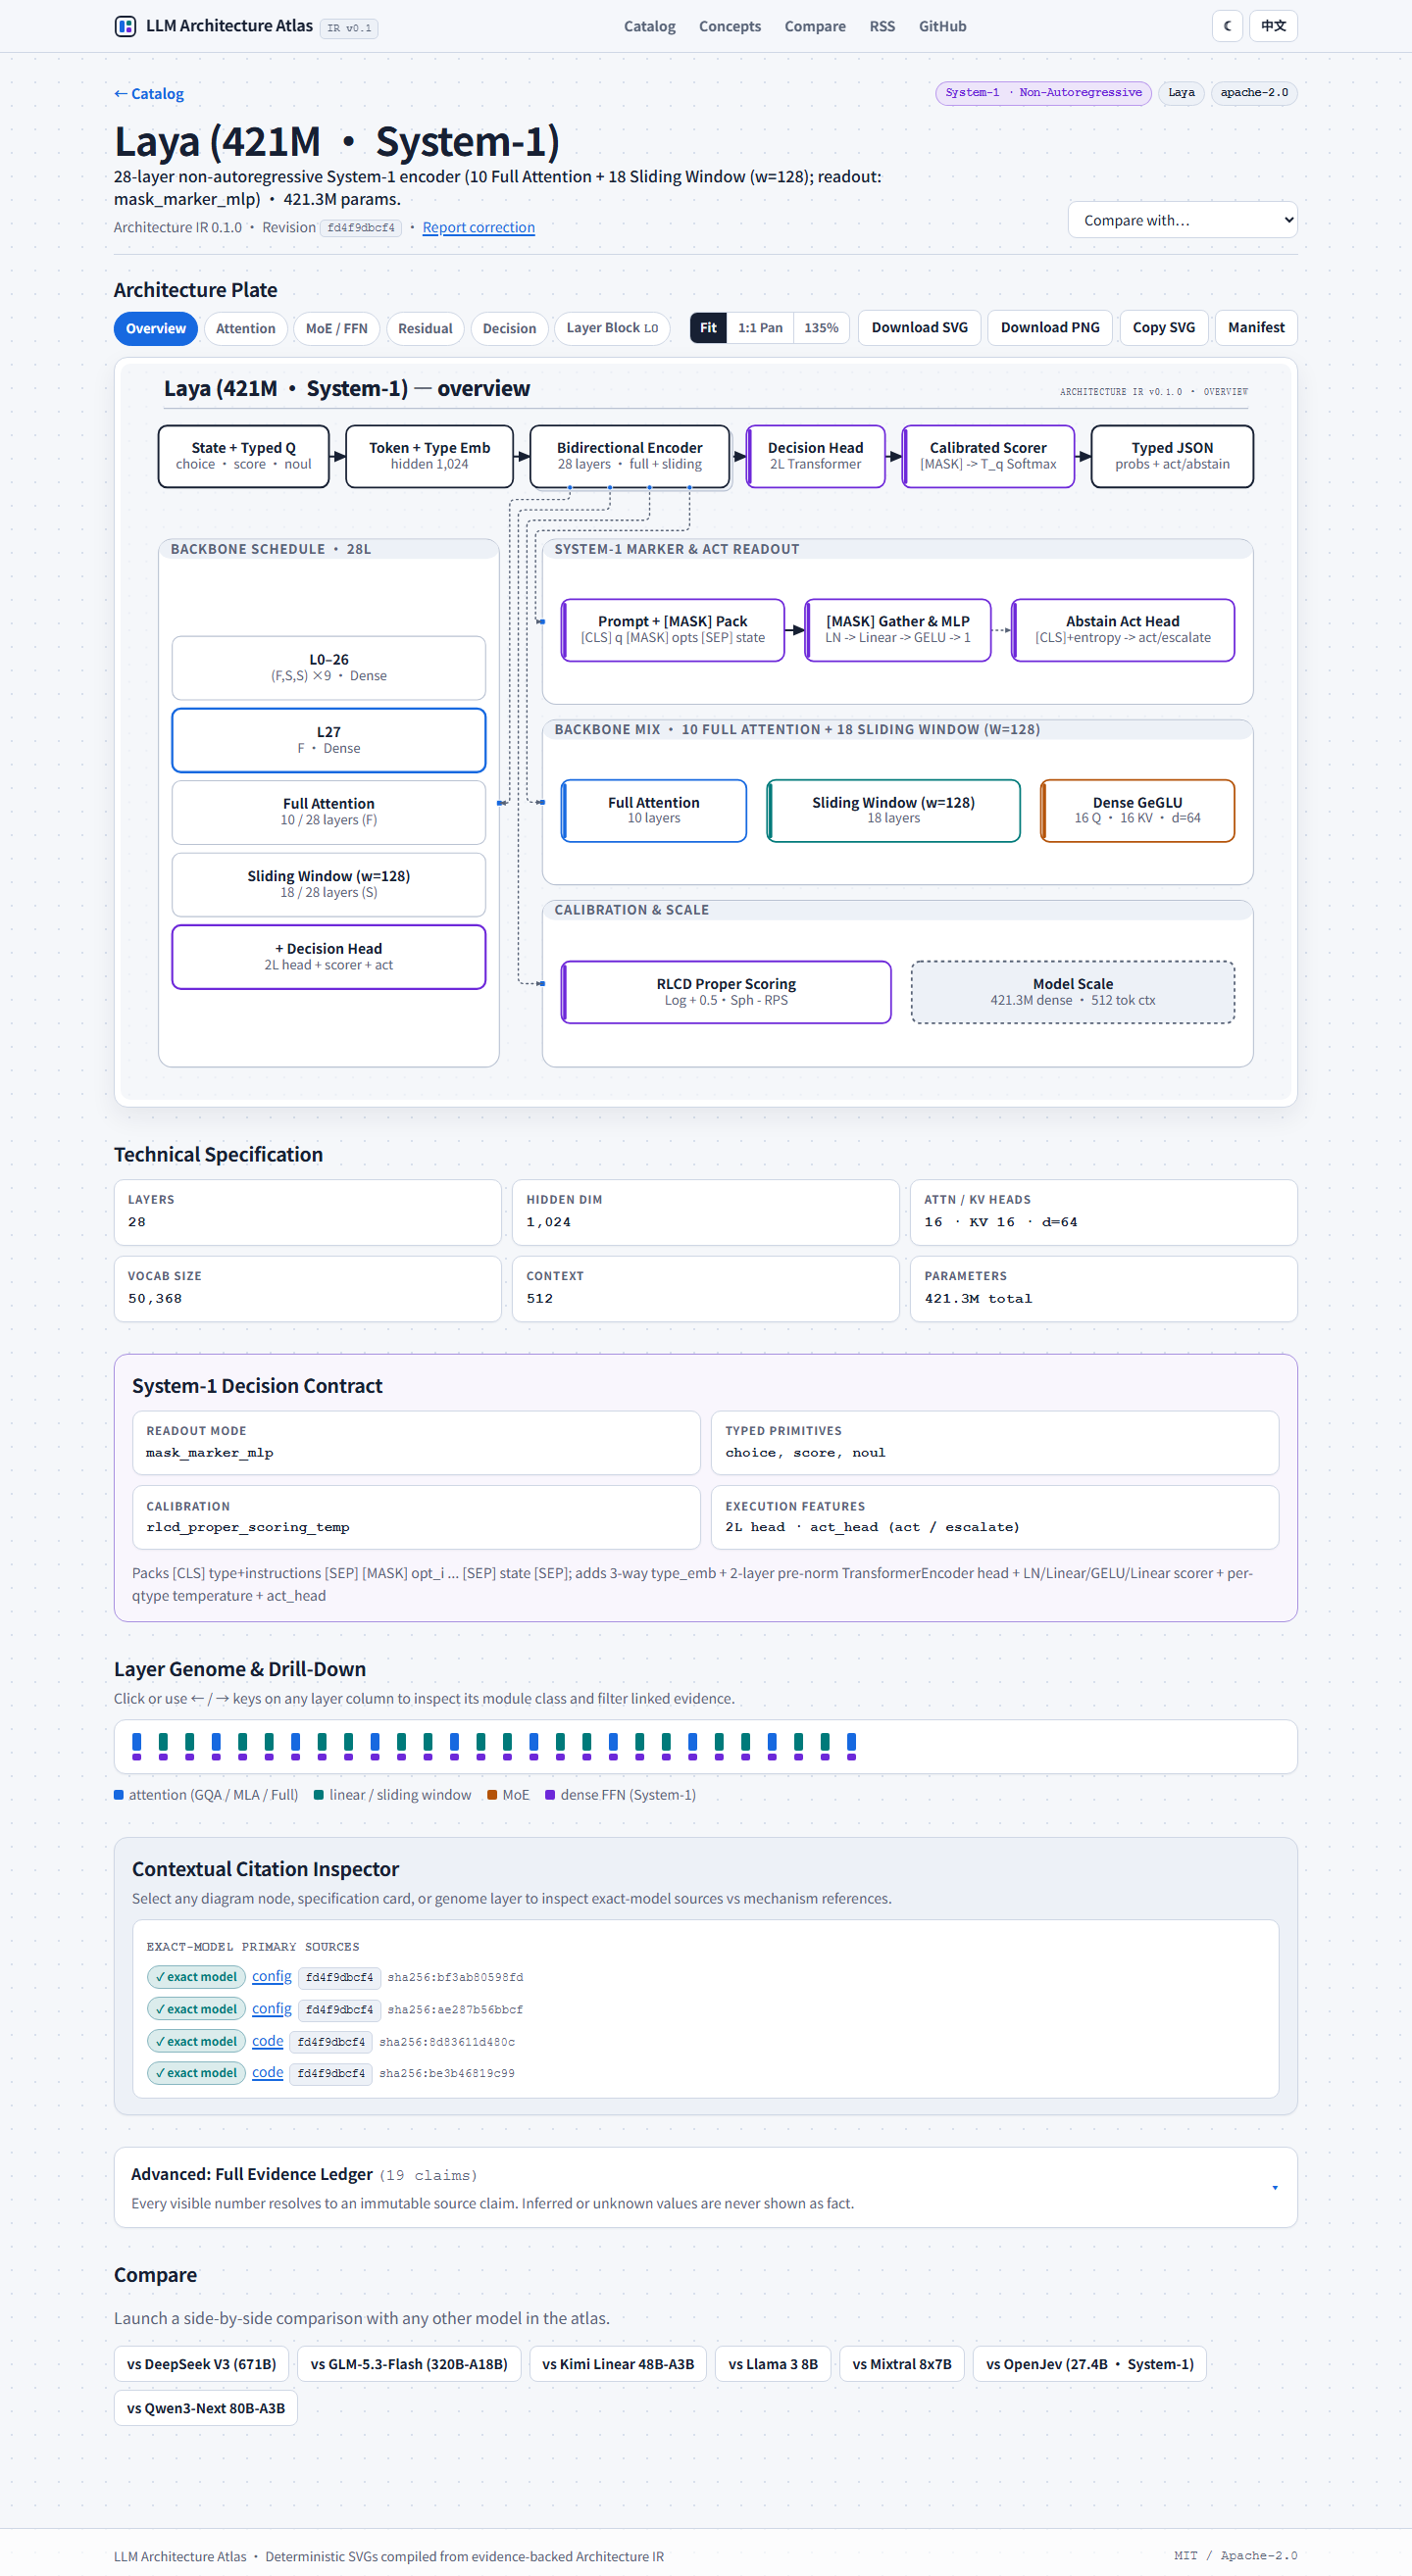 LLM Architecture Atlas IR v0.1
Catalog Concepts Compare RSS GitHub
中文
← Catalog
System-1 · Non-Autoregressive Laya apache-2.0
Laya (421M • System-1)
28-layer non-autoregressive System-1 encoder (10 Full Attention + 18 Sliding Window (w=128); readout:
mask_marker_mlp) • 421.3M params.
Architecture IR 0.1.0 • Revision fd4f9dbcf4 • Report correction
Compare with…
Architecture Plate
Overview Attention MoE / FFN Residual Decision Layer Block L0
Fit 1:1 Pan 135% Download SVG Download PNG Copy SVG Manifest
Laya (421M • System-1) — overview
ARCHITECTURE IR v0.1.0 • OVERVIEW
State + Typed Q
choice • score • noul
Token + Type Emb
hidden 1,024
Bidirectional Encoder
28 layers • full + sliding
Decision Head
2L Transformer
Calibrated Scorer
[MASK] -> T_q Softmax
Typed JSON
probs + act/abstain
BACKBONE SCHEDULE • 28L
L0–26
(F,S,S) ×9 • Dense
L27
F • Dense
Full Attention
10 / 28 layers (F)
Sliding Window (w=128)
18 / 28 layers (S)
+ Decision Head
2L head + scorer + act
SYSTEM-1 MARKER & ACT READOUT
Prompt + [MASK] Pack
[CLS] q [MASK] opts [SEP] state
[MASK] Gather & MLP
LN -> Linear -> GELU -> 1
Abstain Act Head
[CLS]+entropy -> act/escalate
BACKBONE MIX • 10 FULL ATTENTION + 18 SLIDING WINDOW (W=128)
Full Attention
10 layers
Sliding Window (w=128)
18 layers
Dense GeGLU
16 Q • 16 KV • d=64
CALIBRATION & SCALE
RLCD Proper Scoring
Log + 0.5•Sph - RPS
Model Scale
421.3M dense • 512 tok ctx
Technical Specification
LAYERS
28
HIDDEN DIM
1,024
ATTN / KV HEADS
16 · KV 16 · d=64
VOCAB SIZE
50,368
CONTEXT
512
PARAMETERS
421.3M total
System-1 Decision Contract
READOUT MODE
mask_marker_mlp
TYPED PRIMITIVES
choice, score, noul
CALIBRATION
rlcd_proper_scoring_temp
EXECUTION FEATURES
2L head · act_head (act / escalate)
Packs [CLS] type+instructions [SEP] [MASK] opt_i ... [SEP] state [SEP]; adds 3-way type_emb + 2-layer pre-norm TransformerEncoder head + LN/Linear/GELU/Linear scorer + per-
qtype temperature + act_head
Layer Genome & Drill-Down
Click or use ← / → keys on any layer column to inspect its module class and filter linked evidence.
attention (GQA / MLA / Full) linear / sliding window MoE dense FFN (System-1)
Contextual Citation Inspector
Select any diagram node, specification card, or genome layer to inspect exact-model sources vs mechanism references.
EXACT-MODEL PRIMARY SOURCES
✓ exact model config fd4f9dbcf4 sha256:bf3ab80598fd
✓ exact model config fd4f9dbcf4 sha256:ae287b56bbcf
✓ exact model code fd4f9dbcf4 sha256:8d83611d480c
✓ exact model code fd4f9dbcf4 sha256:be3b46819c99
Advanced: Full Evidence Ledger (19 claims)
Every visible number resolves to an immutable source claim. Inferred or unknown values are never shown as fact.
Compare
Launch a side-by-side comparison with any other model in the atlas.
vs DeepSeek V3 (671B) vs GLM-5.3-Flash (320B-A18B) vs Kimi Linear 48B-A3B vs Llama 3 8B vs Mixtral 8x7B vs OpenJev (27.4B • System-1)
vs Qwen3-Next 80B-A3B
LLM Architecture Atlas • Deterministic SVGs compiled from evidence-backed Architecture IR
MIT / Apache-2.0